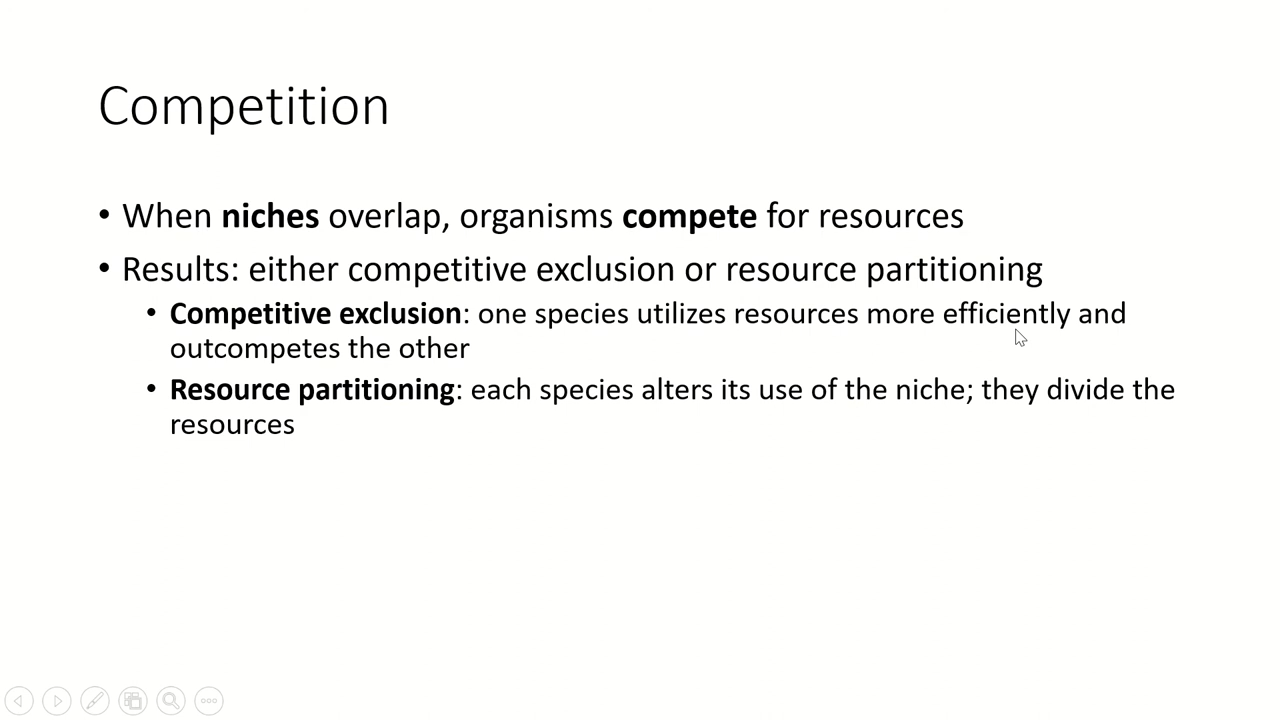 Competition
• When niches overlap, organisms compete for resources
• Results: either competitive exclusion or resource partitioning
• Competitive exclusion: one species utilizes resources more efficiently and
outcompetes the other
• Resource partitioning: each species alters its use of the niche; they divide the
resources